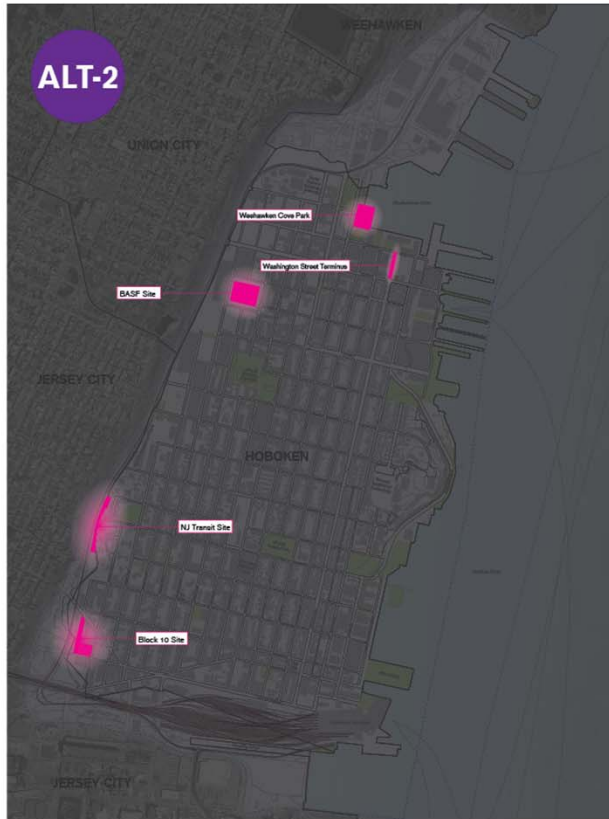 WEEHAWKEN
ALT-2
UNION CITY
Weehawken Cove Park
Washington Street Terminus
BASF Site
JERSEY CITY
HOBOKEN
NJ Transit Site
Block 10 Site
JERSEY CITY